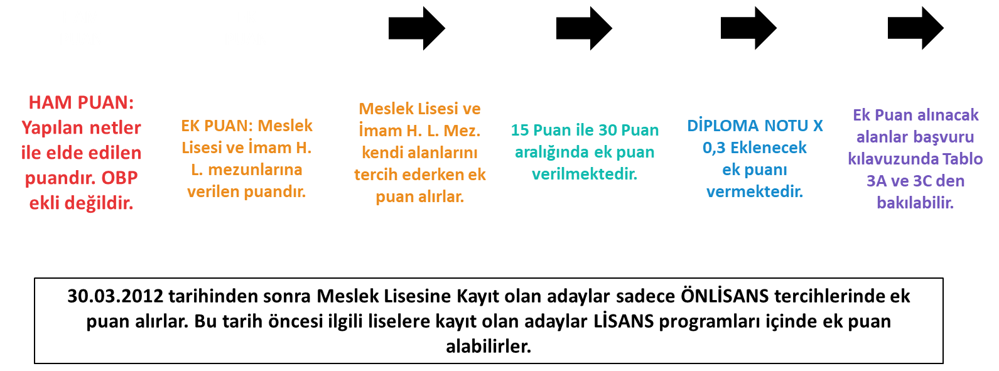 HAM PUAN:
Yapılan netler
ile elde edilen
puandır. OBP
ekli değildir.
EK PUAN: Meslek
Lisesi ve İmam H.
L. mezunlarına
verilen puandır.
Meslek Lisesi ve
İmam H. L. Mez.
kendi alanlarını
tercih ederken ek
puan alırlar.
15 Puan ile 30 Puan
aralığında ek puan
verilmektedir.
DİPLOMA NOTU X
0,3 Eklenecek
ek puanı
vermektedir.
Ek Puan alınacak
alanlar başvuru
kılavuzunda Tablo
3A ve 3C den
bakılabilir.
30.03.2012 tarihinden sonra Meslek Lisesine Kayıt olan adaylar sadece ÖNLİSANS tercihlerinde ek
puan alırlar. Bu tarih öncesi ilgili liselere kayıt olan adaylar LİSANS programları içinde ek puan
alabilirler.